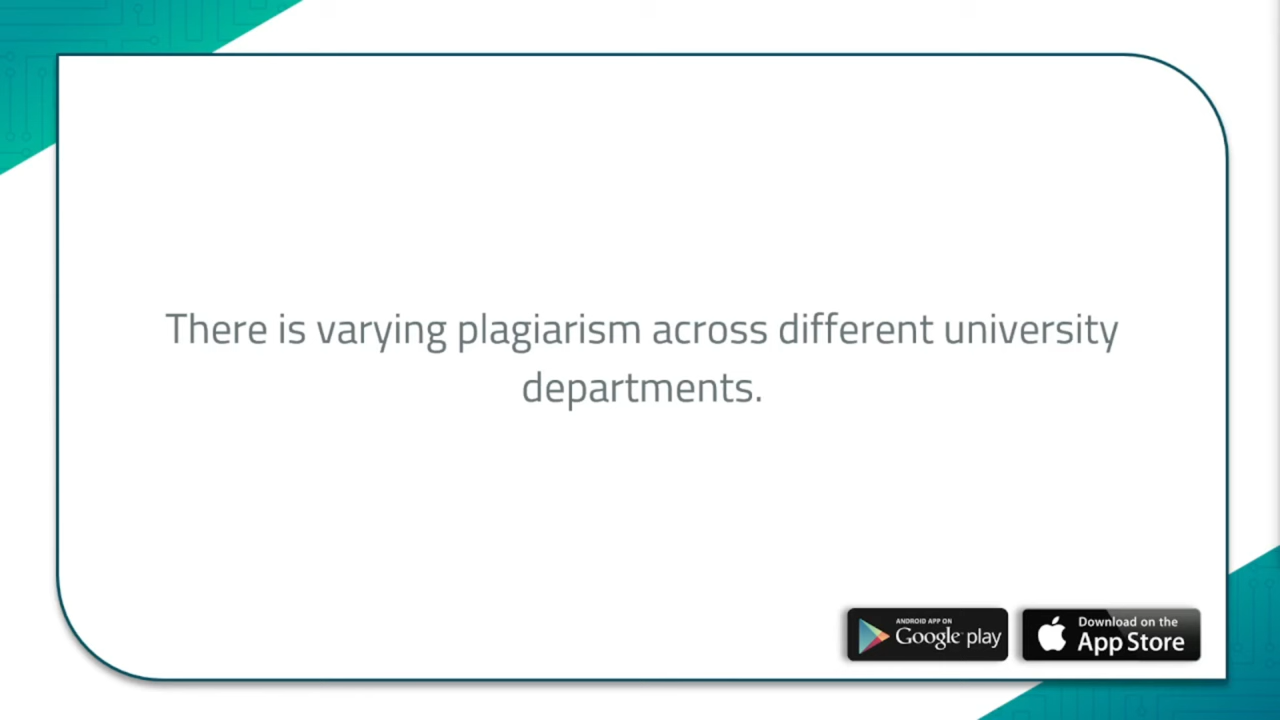 There is varying plagiarism across different university
departments.
ANDROID APP ON
Google play
Download on the
App Store